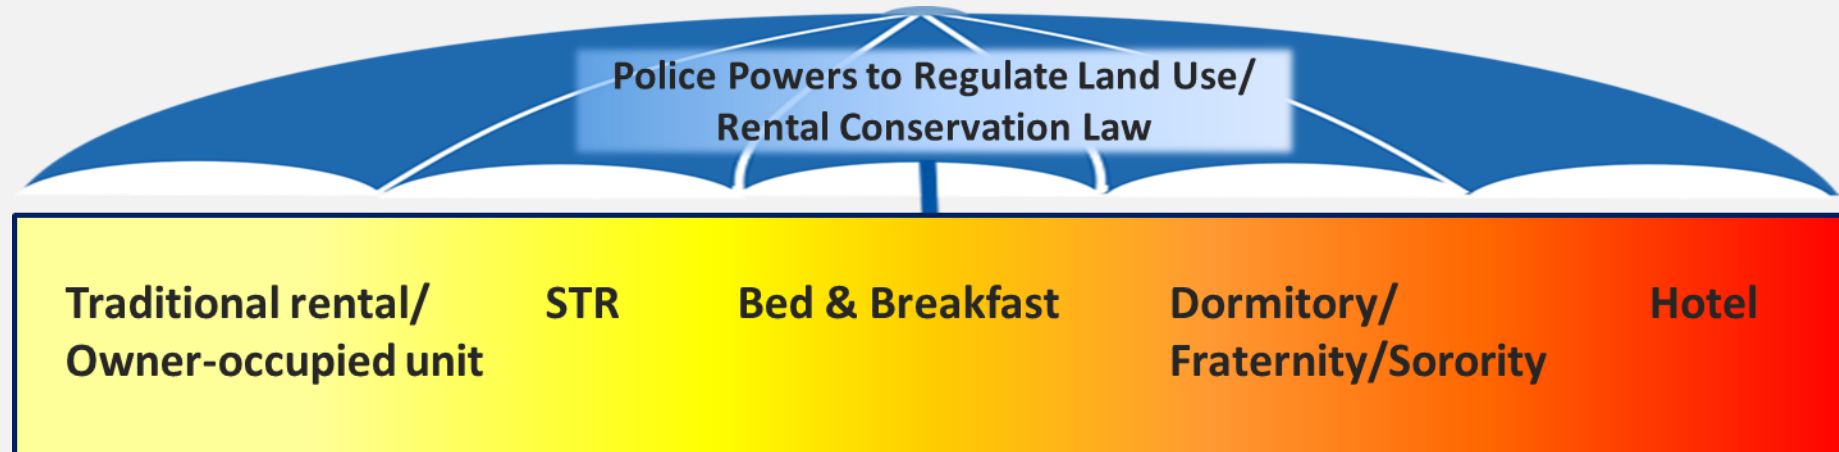 Police Powers to Regulate Land Use/
Rental Conservation Law
Traditional rental/
Owner-occupied unit
STR
Bed & Breakfast
Dormitory/
Fraternity/Sorority
Hotel